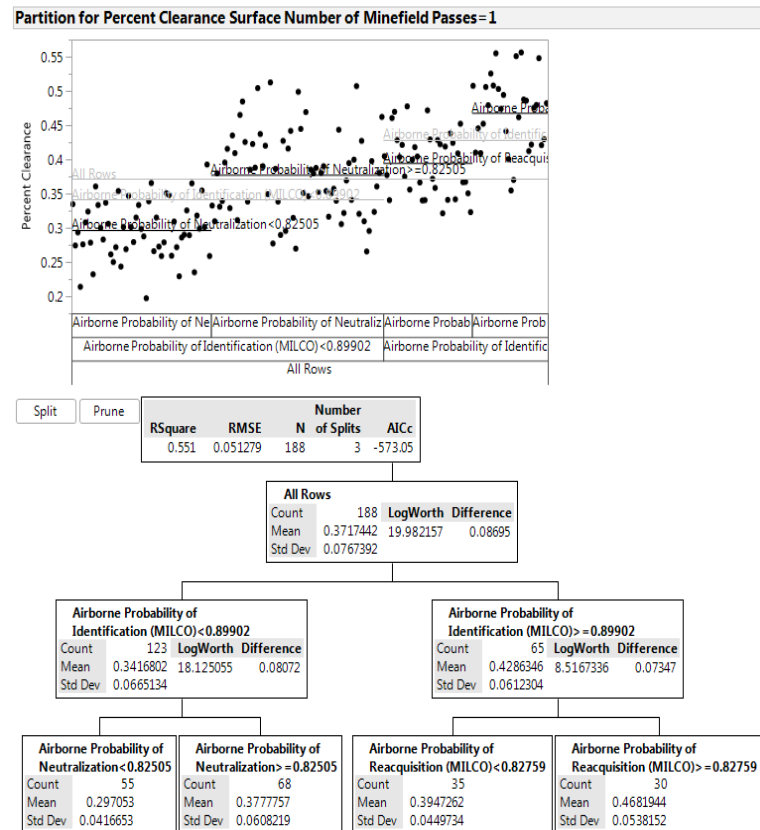 Partition for Percent Clearance Surface Number of Minefield Passes=1
0.55
0.5
0.45
0.4
0.35
0.3
0.25
0.2
Percent Clearance
Airborne Proba
Airborne Probability of Identific
Airborne Probability of Reacquis
Airborne Probability of Neutralization>=0.82505
All Rows
Airborne Probability of Identification (MILCO)<0.89902
Airborne Probability of Neutralization<0.82505
Airborne Probability of Ne Airborne Probability of Neutraliz Airborne Probab Airborne Prob
Airborne Probability of Identification (MILCO)<0.89902 Airborne Probability of Identific
All Rows
Split Prune
Number
RSquare RMSE N of Splits AICc
0.551 0.051279 188 3 -573.05
All Rows
Count 188 LogWorth Difference
Mean 0.3717442 19.982157 0.08695
Std Dev 0.0767392
Airborne Probability of
Identification (MILCO)<0.89902
Count 123 LogWorth Difference
Mean 0.3416802 18.125055 0.08072
Std Dev 0.0665134
Airborne Probability of
Identification (MILCO)>=0.89902
Count 65 LogWorth Difference
Mean 0.4286346 8.5167336 0.07347
Std Dev 0.0612304
Airborne Probability of
Neutralization<0.82505
Count 55
Mean 0.297053
Std Dev 0.0416653
Airborne Probability of
Neutralization>=0.82505
Count 68
Mean 0.3777757
Std Dev 0.0608219
Airborne Probability of
Reacquisition (MILCO)<0.82759
Count 35
Mean 0.3947262
Std Dev 0.0449734
Airborne Probability of
Reacquisition (MILCO)>=0.82759
Count 30
Mean 0.4681944
Std Dev 0.0538152